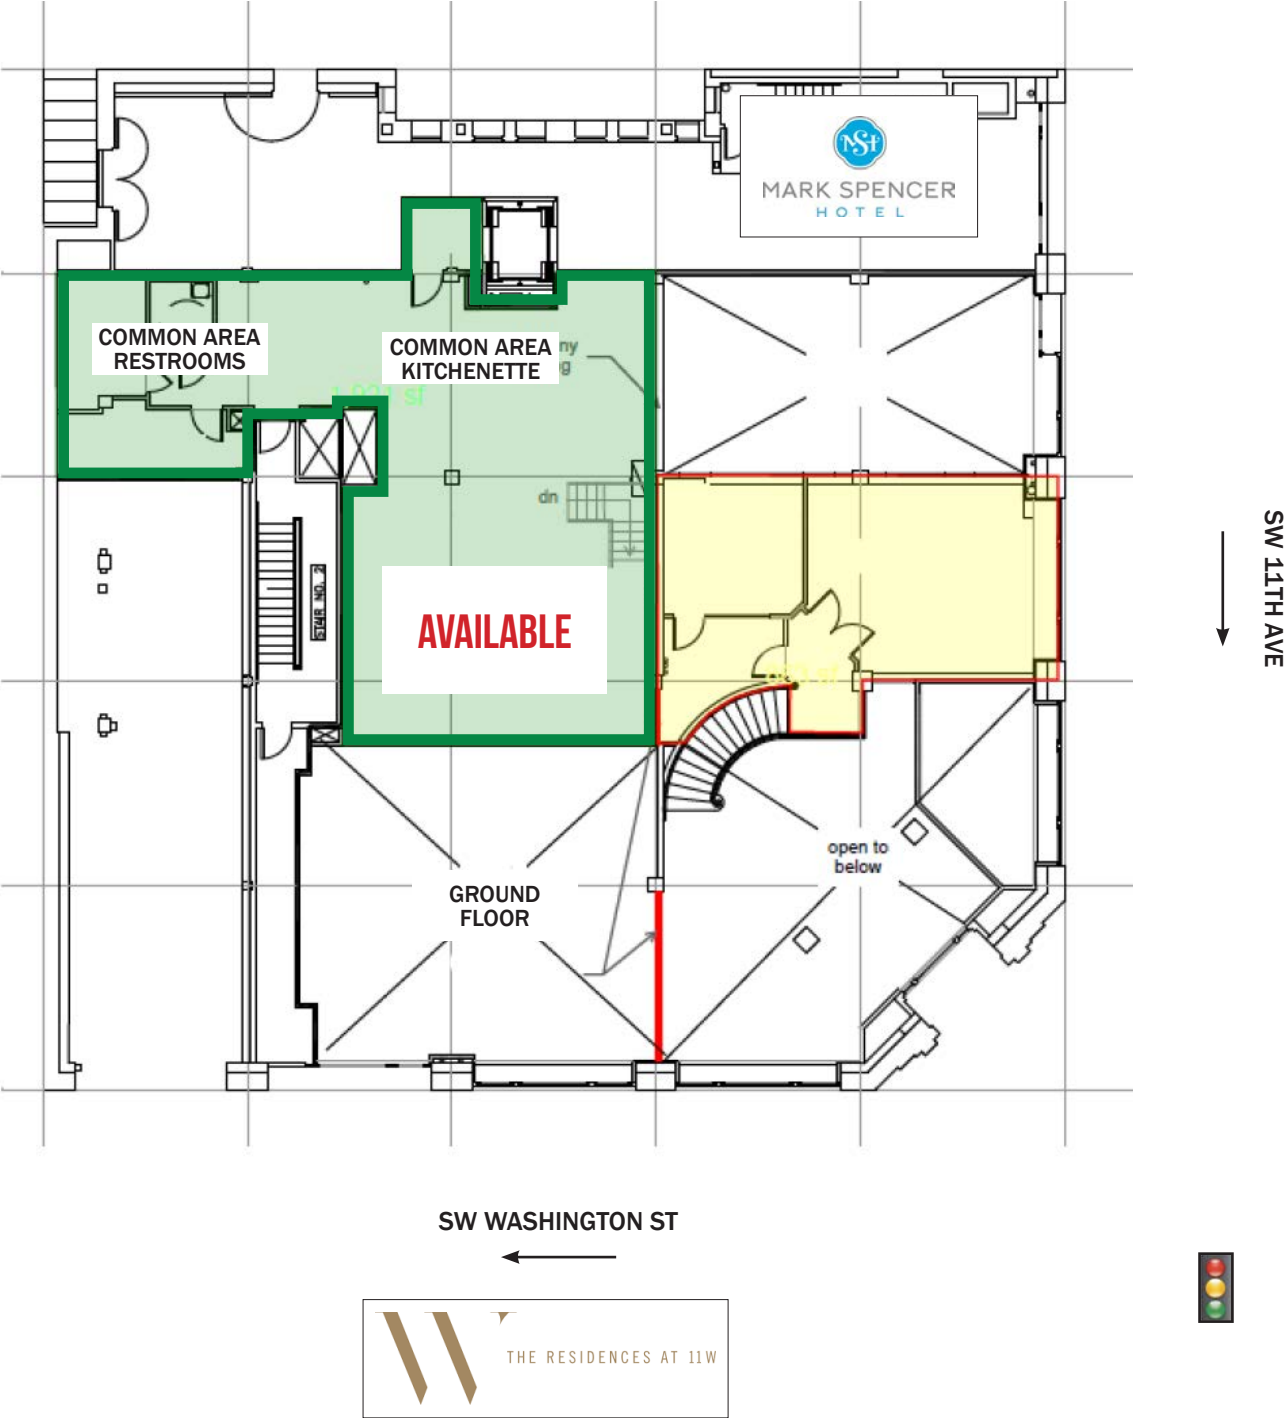 MARK SPENCER
HOTEL
COMMON AREA
RESTROOMS
COMMON AREA
KITCHENETTE
sf
dn
STAIR NO. 2
AVAILABLE
SW 11TH AVE
open to
below
GROUND
FLOOR
SW WASHINGTON ST
THE RESIDENCES AT 11W